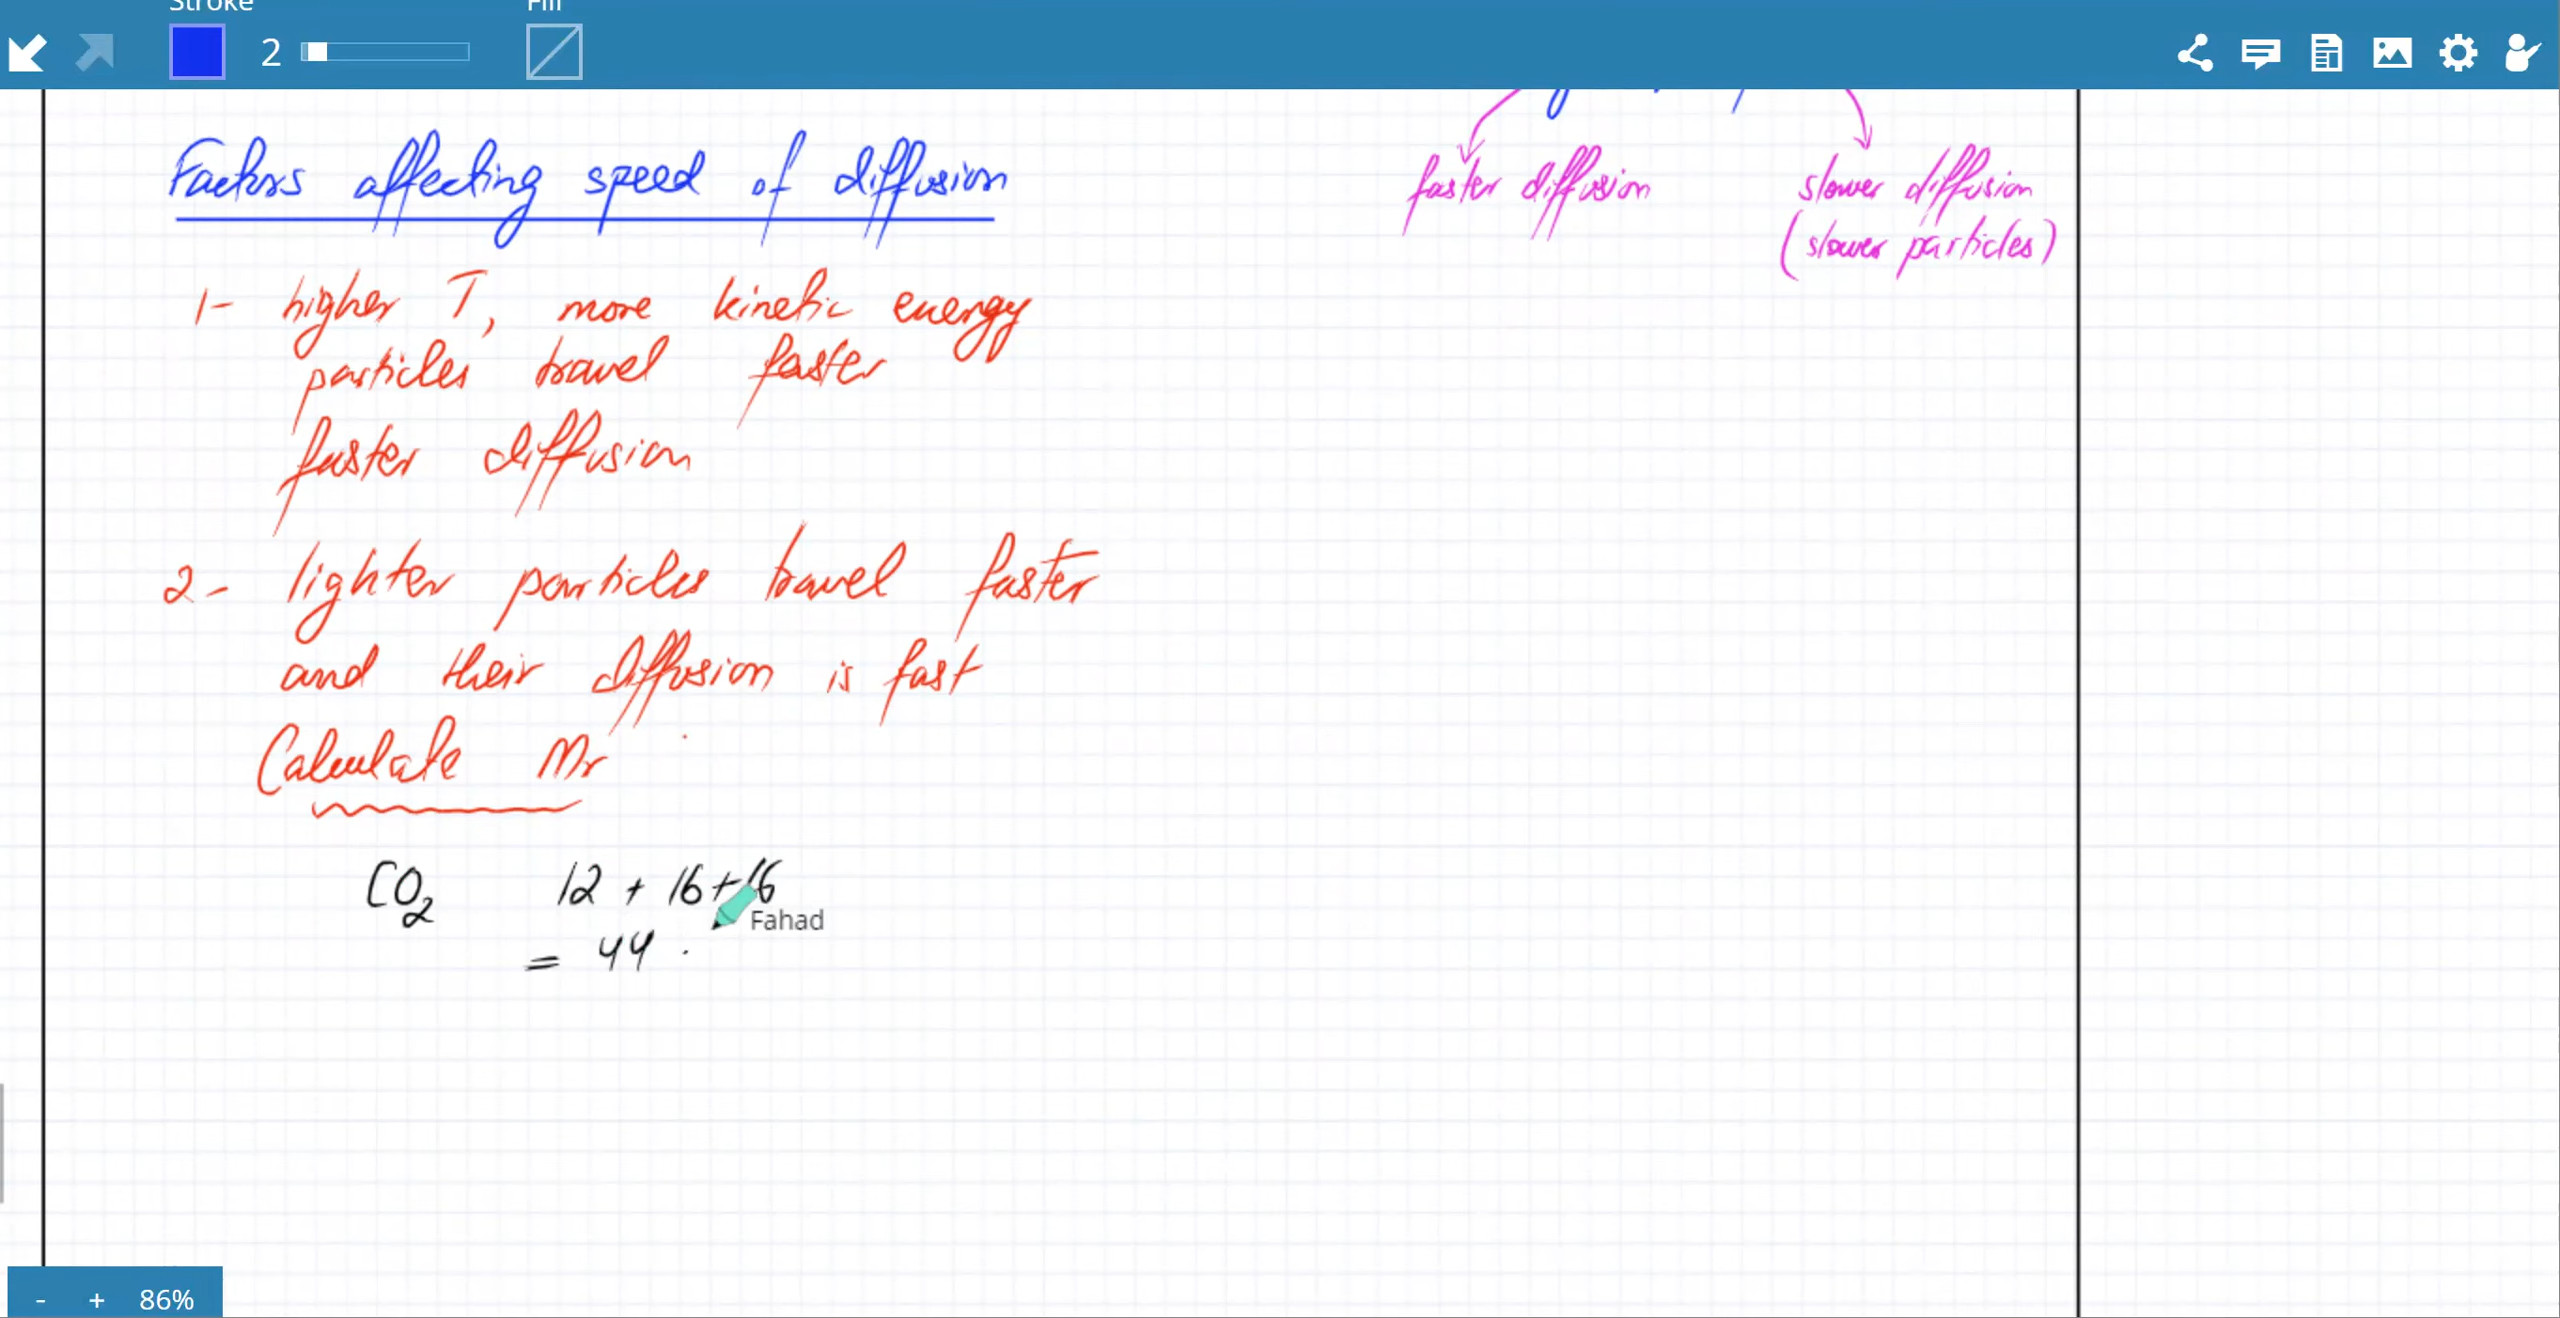 Stroke
Fill
2
Factors affecting speed of diffusion
1- higher T, more kinetic energy
particles travel faster
faster diffusion
2- lighter particles travel faster
and their diffusion is fast
Calculate Mr
CO₂ 12 + 16 + 16
= 44
Fahad
faster diffusion
slower diffusion
(slower particles)
- + 86%